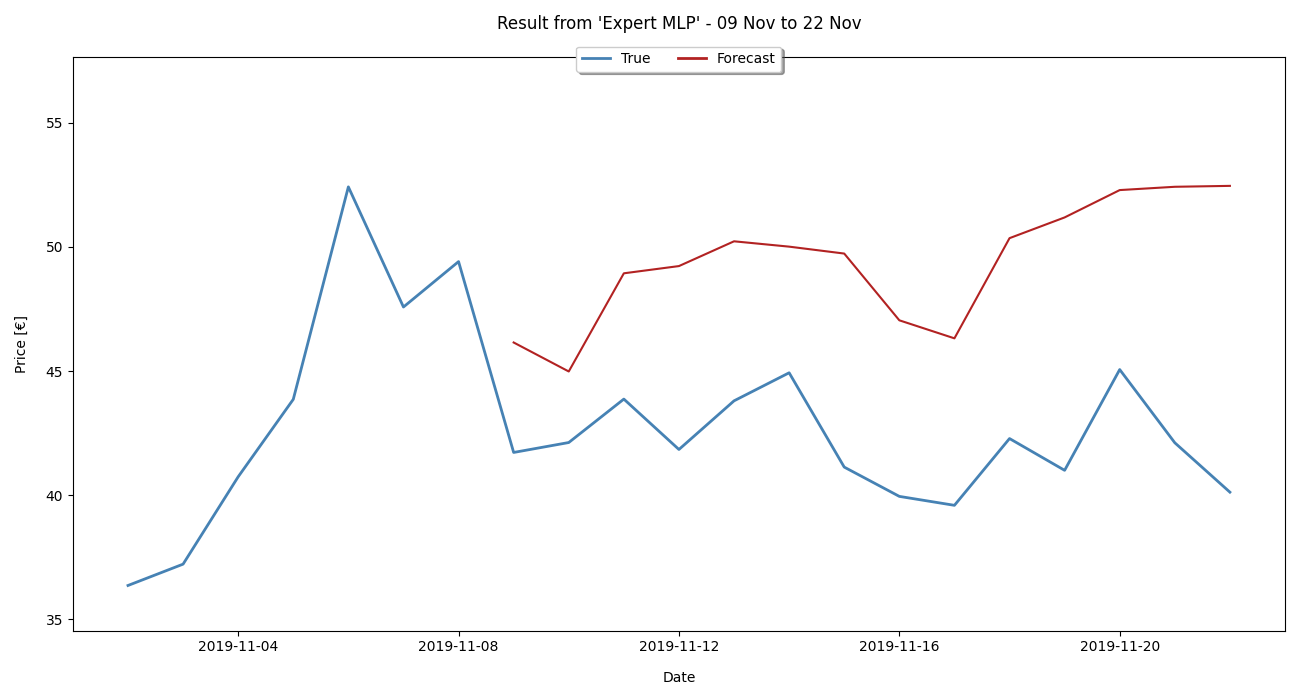 Result from 'Expert MLP' - 09 Nov to 22 Nov
True Forecast
Price [€]
55
50
45
40
35
2019-11-04 2019-11-08 2019-11-12 2019-11-16 2019-11-20
Date